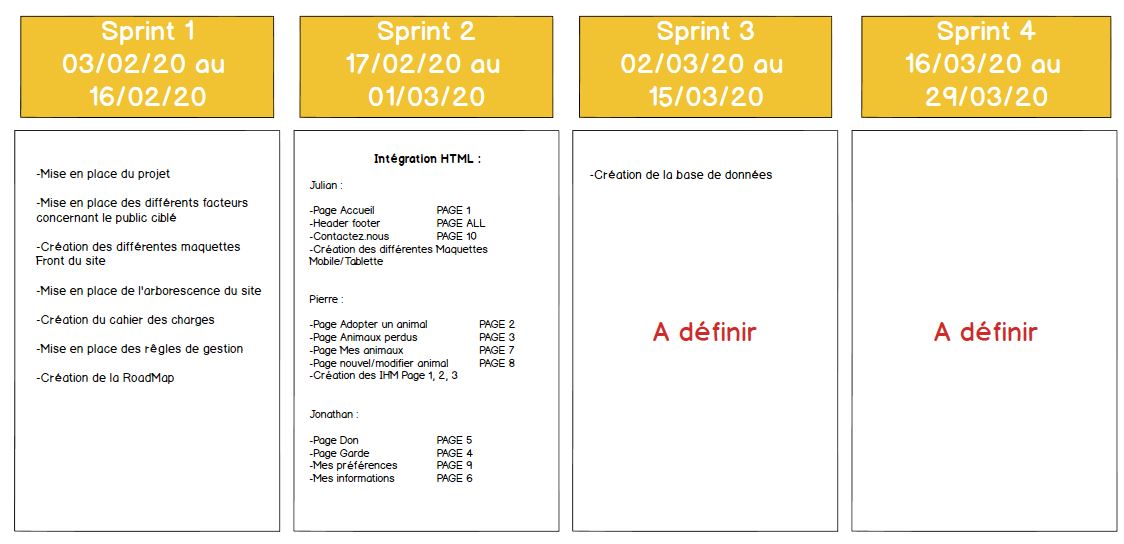 Sprint 1
03/02/20 au
16/02/20
-Mise en place du projet
-Mise en place des différents facteurs
concernant le public ciblé
-Création des différentes maquettes
Front du site
-Mise en place de l'arborescence du site
-Création du cahier des charges
-Mise en place des rêgles de gestion
-Création de la RoadMap
Sprint 2
17/02/20 au
01/03/20
Intégration HTML :
Julian :
-Page Accueil PAGE 1
-Header footer PAGE ALL
-Contactez.nous PAGE 10
-Création des différentes Maquettes
Mobile/Tablette
Pierre :
-Page Adopter un animal PAGE 2
-Page Animaux perdus PAGE 3
-Page Mes animaux PAGE 7
-Page nouvel/modifier animal PAGE 8
-Création des IHM Page 1, 2, 3
Jonathan :
-Page Don PAGE 5
-Page Garde PAGE 4
-Mes préférences PAGE 9
-Mes informations PAGE 6
Sprint 3
02/03/20 au
15/03/20
-Création de la base de données
A définir
Sprint 4
16/03/20 au
29/03/20
A définir